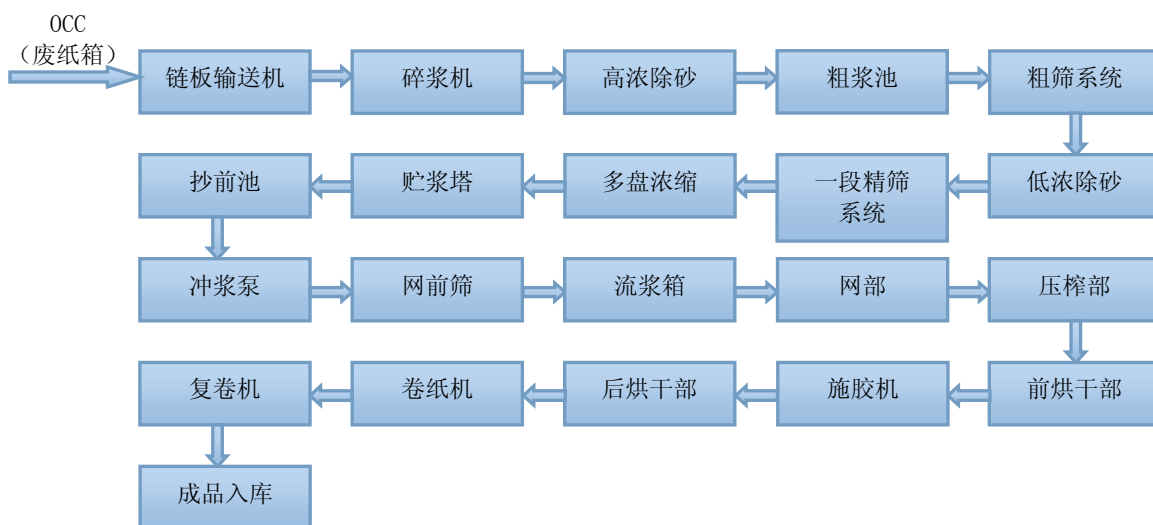 OCC
（废纸箱）
链板输送机
碎浆机
高浓除砂
粗浆池
粗筛系统
抄前池
贮浆塔
多盘浓缩
一段精筛
系统
低浓除砂
冲浆泵
网前筛
流浆箱
网部
压榨部
复卷机
卷纸机
后烘干部
施胶机
前烘干部
成品入库